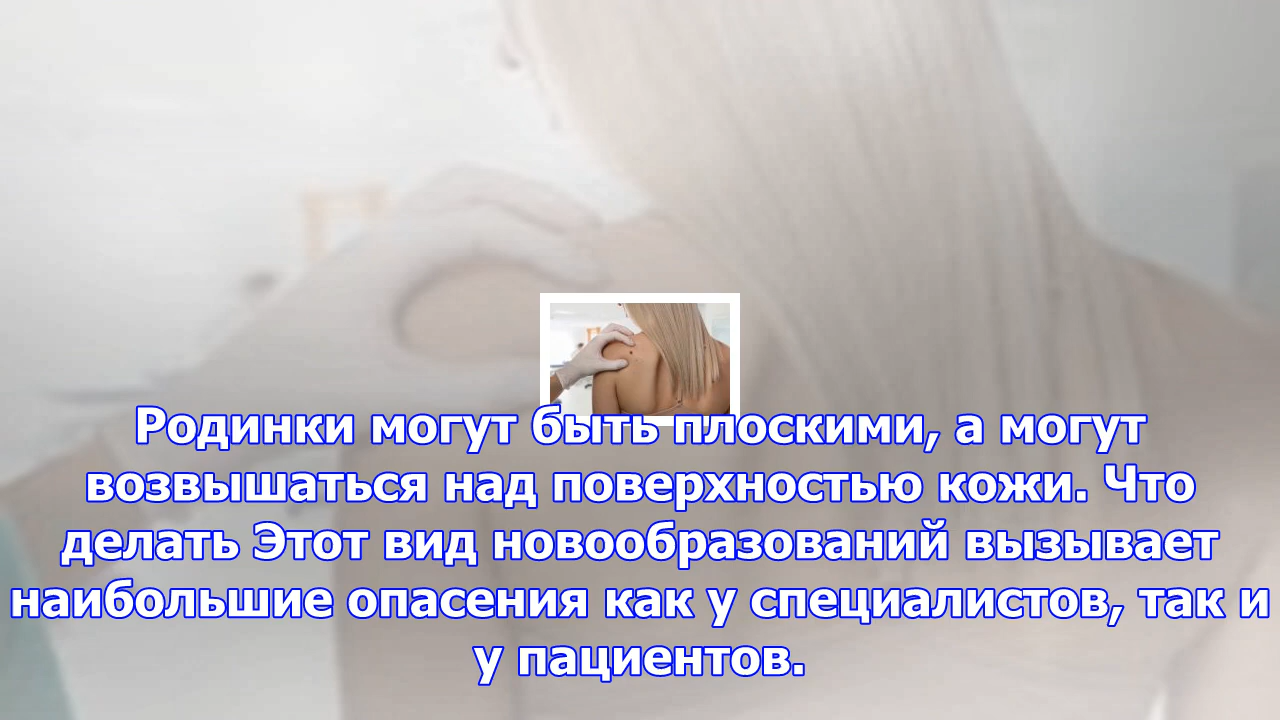 Родинки могут быть плоскими, а могут
возвышаться над поверхностью кожи. Что
делать Этот вид новообразований вызывает
наибольшие опасения как у специалистов, так и
у пациентов.